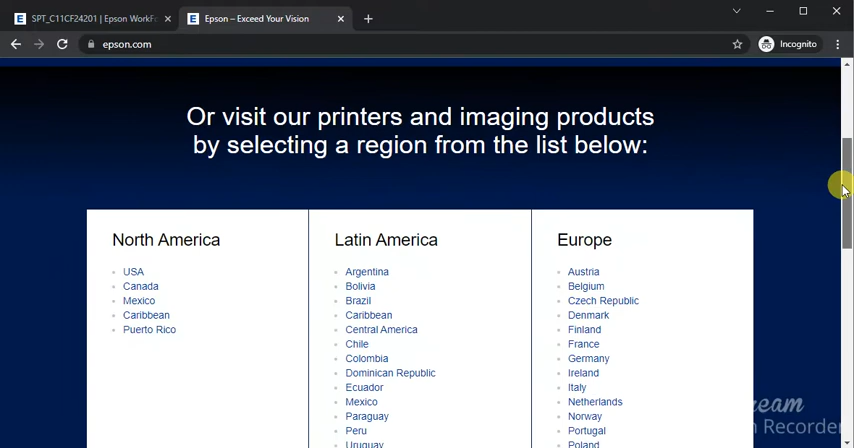 SPT_C11CF24201 | Epson WorkFo
Epson – Exceed Your Vision
epson.com
Incognito
Or visit our printers and imaging products
by selecting a region from the list below:
North America
USA
Canada
Mexico
Caribbean
Puerto Rico
Latin America
Argentina
Bolivia
Brazil
Caribbean
Central America
Chile
Colombia
Dominican Republic
Ecuador
Mexico
Paraguay
Peru
Uruguay
Europe
Austria
Belgium
Czech Republic
Denmark
Finland
France
Germany
Ireland
Italy
Netherlands
Norway
Portugal
Poland
Recorder